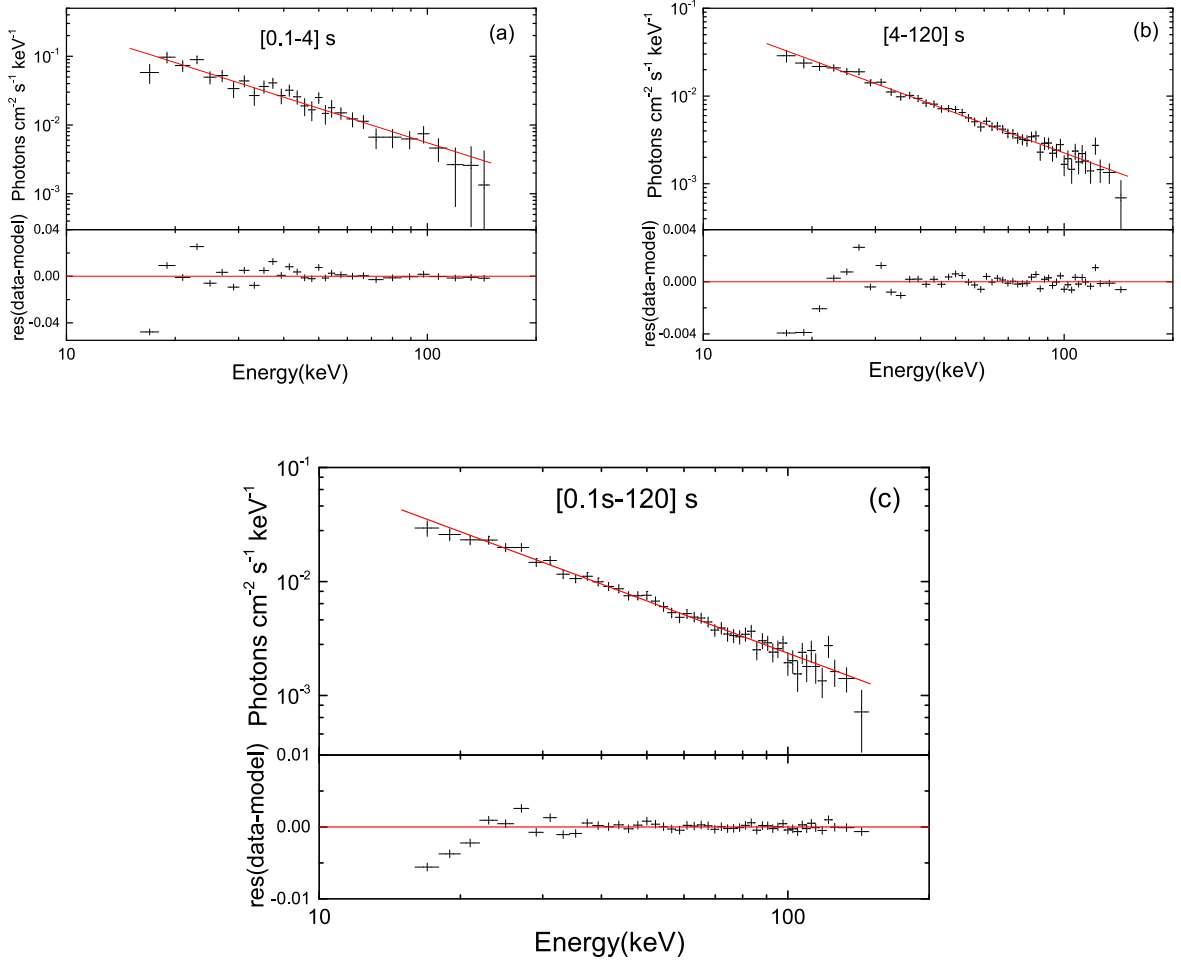 [0.1-4] s
(a)
Photons cm⁻² s⁻¹ keV⁻¹
10⁻¹
10⁻²
10⁻³
0.04
0.00
-0.04
res(data-model)
10
100
Energy(keV)
[4-120] s
(b)
Photons cm⁻² s⁻¹ keV⁻¹
10⁻¹
10⁻²
10⁻³
0.004
0.000
-0.004
res(data-model)
10
100
Energy(keV)
[0.1s-120] s
(c)
Photons cm⁻² s⁻¹ keV⁻¹
10⁻¹
10⁻²
10⁻³
0.01
0.00
-0.01
res(data-model)
10
100
Energy(keV)